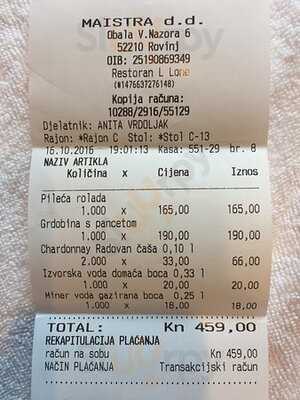 MAISTRA d.d.
Obala V.Nazora 6
52210 Rovinj
OIB: 25190869349
Restoran L Lone
(#1476637276148)
Kopija računa:
10288/2916/55129
Djelatnik: ANITA VRDOLJAK
Rajon: *Rajon C Stol: *Stol C-13
16.10.2016 19:01:13 Kasa: 551-29 br. 8
NAZIV ARTIKLA
Količina x Cijena Iznos
Pileća rolada
1.000 x 165,00 165,00
Grdobina s pancetom
1.000 x 190,00 190,00
Chardonnay Radovan čaša 0,10 l
2.000 x 33,00 66,00
Izvorska voda domaća boca 0,33 l
1.000 x 20,00 20,00
Miner voda gazirana boca 0,25 l
1.000 x 18,00 18,00
TOTAL: Kn 459,00
REKAPITULACIJA PLAĆANJA
račun na sobu Kn 459,00
NAČIN PLAĆANJA Transakcijski račun